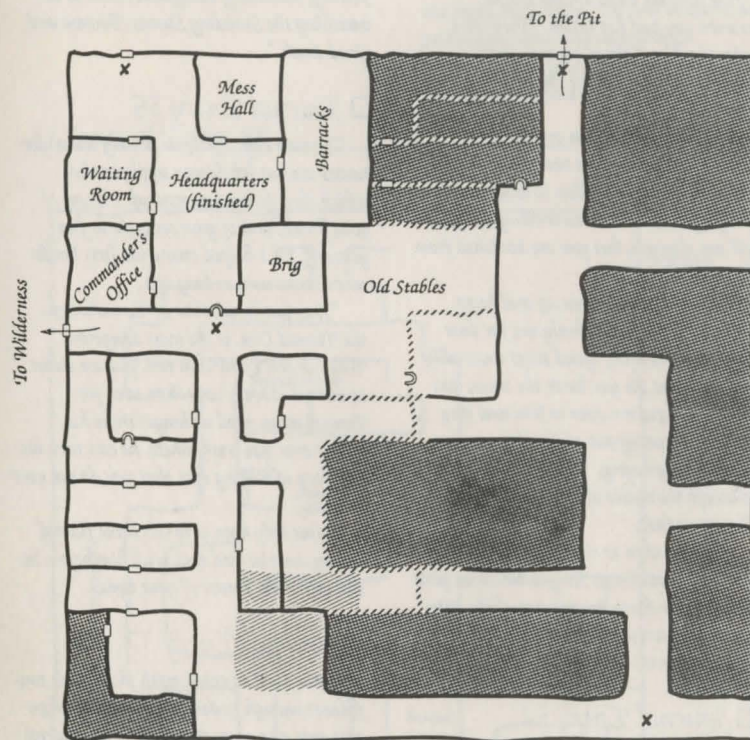 To the Pit
Mess
Hall
Barracks
Waiting
Room
Headquarters
(finished)
Commander's
Office
Brig
Old Stables
To Wilderness